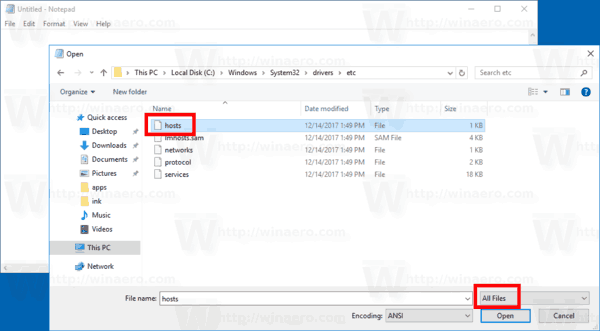 Untitled - Notepad
File Edit Format View Help
Open
This PC > Local Disk (C:) > Windows > System32 > drivers > etc
Search etc
Organize New folder
Name Date modified Type Size
Quick access
Desktop
Downloads
Documents
Pictures
apps
ink
Music
Videos
This PC
Network
hosts 12/14/2017 1:49 PM File 1 KB
lmhosts.sam 12/14/2017 1:49 PM SAM File 4 KB
networks 12/14/2017 1:49 PM File 1 KB
protocol 12/14/2017 1:49 PM File 2 KB
services 12/14/2017 1:49 PM File 18 KB
File name: hosts All Files
Encoding: ANSI Open Cancel
W http://winaero.com